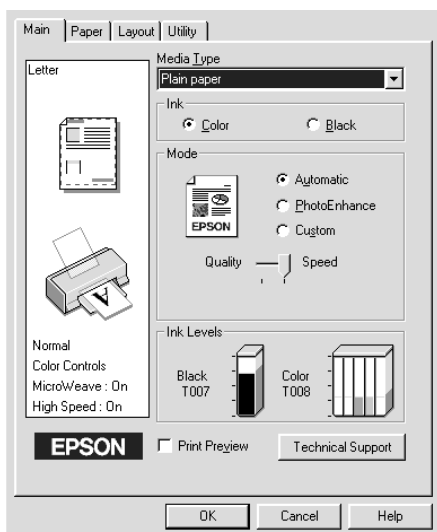 Main Paper Layout Utility
Letter
Media Type
Plain paper
Ink
Color Black
Mode
EPSON
Automatic
PhotoEnhance
Custom
Quality Speed
A
Normal
Color Controls
MicroWeave : On
High Speed : On
Ink Levels
Black
T007
Color
T008
EPSON
Print Preview
Technical Support
OK Cancel Help